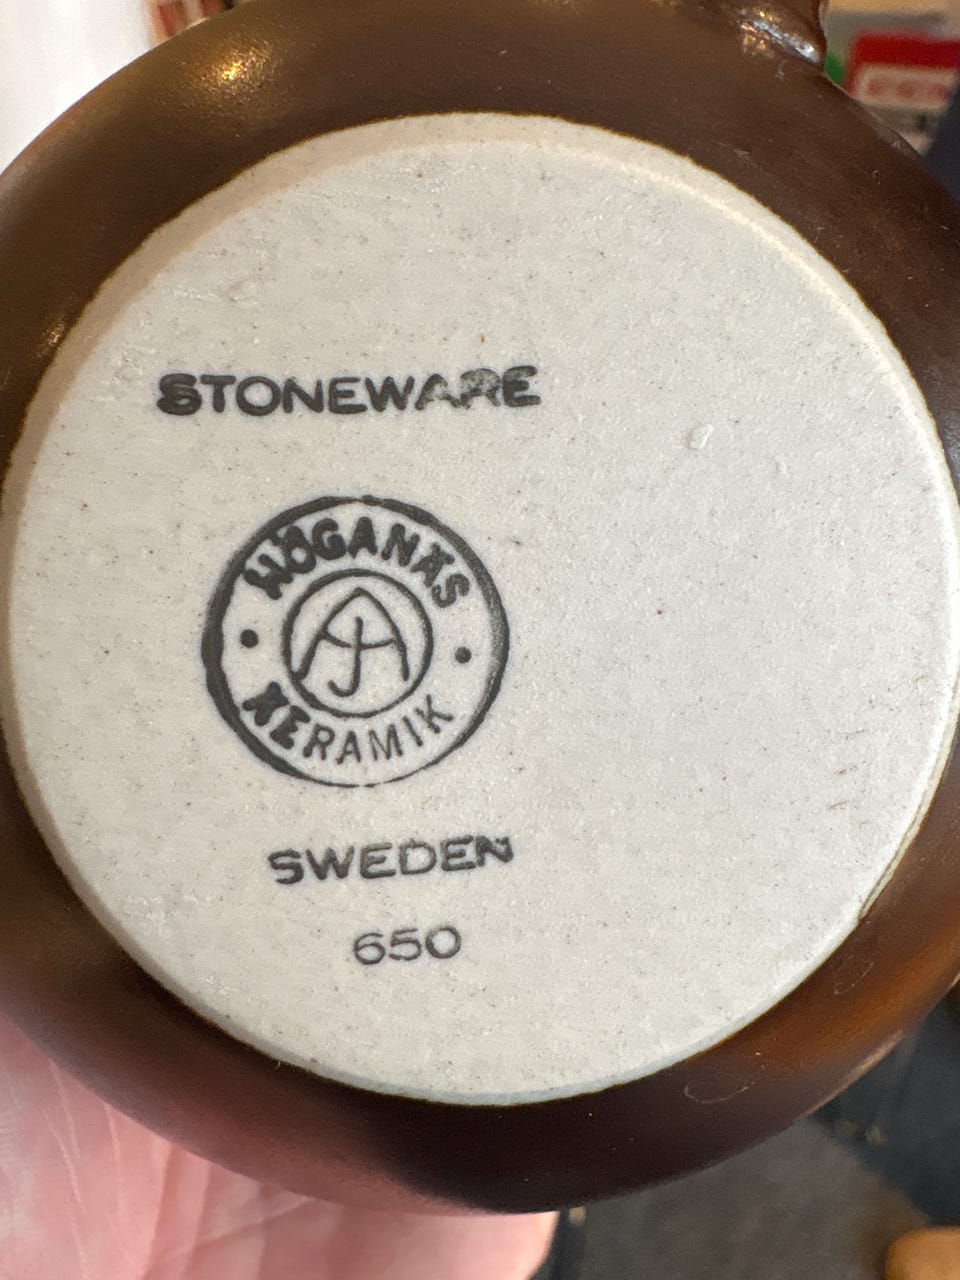 STONEWARE
HÖGANÄS
AJ
KERAMIK
SWEDEN
650